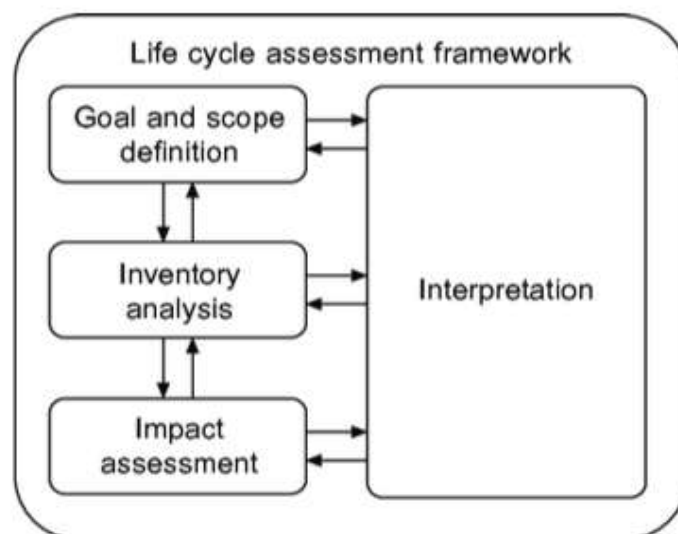 Life cycle assessment framework
Goal and scope
definition
Inventory
analysis
Interpretation
Impact
assessment